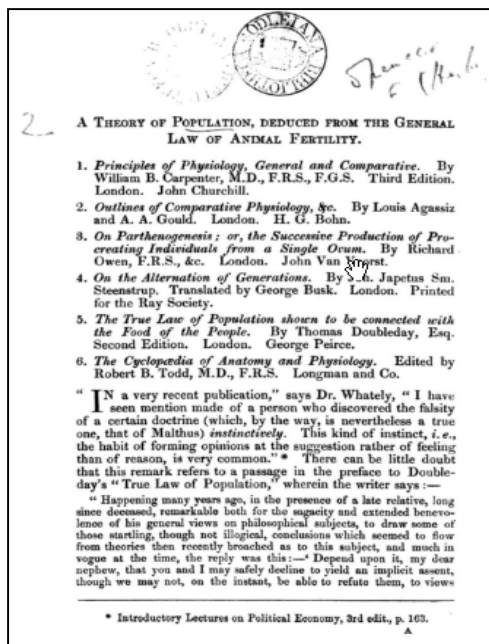 BODLEIANA
2
A THEORY OF POPULATION, DEDUCED FROM THE GENERAL
LAW OF ANIMAL FERTILITY.
1. Principles of Physiology, General and Comparative. By
William B. Carpenter, M.D., F.R.S., F.G.S. Third Edition.
London. John Churchill.
2. Outlines of Comparative Physiology, &c. By Louis Agassiz
and A. A. Gould. London. H. G. Bohn.
3. On Parthenogenesis; or, the Successive Production of Pro-
creating Individuals from a Single Ovum. By Richard
Owen, F.R.S., &c. London. John Van
4. On the Alternation of Generations. By Japetus Sm.
Steenstrup. Translated by George Busk. London. Printed
for the Ray Society.
5. The True Law of Population shown to be connected with
the Food of the People. By Thomas Doubleday, Esq.
Second Edition. London. George Peirce.
6. The Cyclopædia of Anatomy and Physiology. Edited by
Robert B. Todd, M.D., F.R.S. Longman and Co.
"IN a very recent publication," says Dr. Whately, "I have
seen mention made of a person who discovered the falsity
of a certain doctrine (which, by the way, is nevertheless a true
one, that of Malthus) instinctively. This kind of instinct, i.e.,
the habit of forming opinions at the suggestion rather of feeling
than of reason, is very common."* There can be little doubt
that this remark refers to a passage in the preface to Double-
day's "True Law of Population," wherein the writer says:—
"Happening many years ago, in the presence of a late relative, long
since deceased, remarkable both for the sagacity and extended benevo-
lence of his general views on philosophical subjects, to draw some of
those startling, though not illogical, conclusions which seemed to flow
from theories then recently broached as to this subject, and much in
vogue at the time, the reply was this:—'Depend upon it, my dear
nephew, that you and I may safely decline to yield an implicit assent,
though we may not, on the instant, be able to refute them, to views
* Introductory Lectures on Political Economy, 3rd edit., p. 163.
A